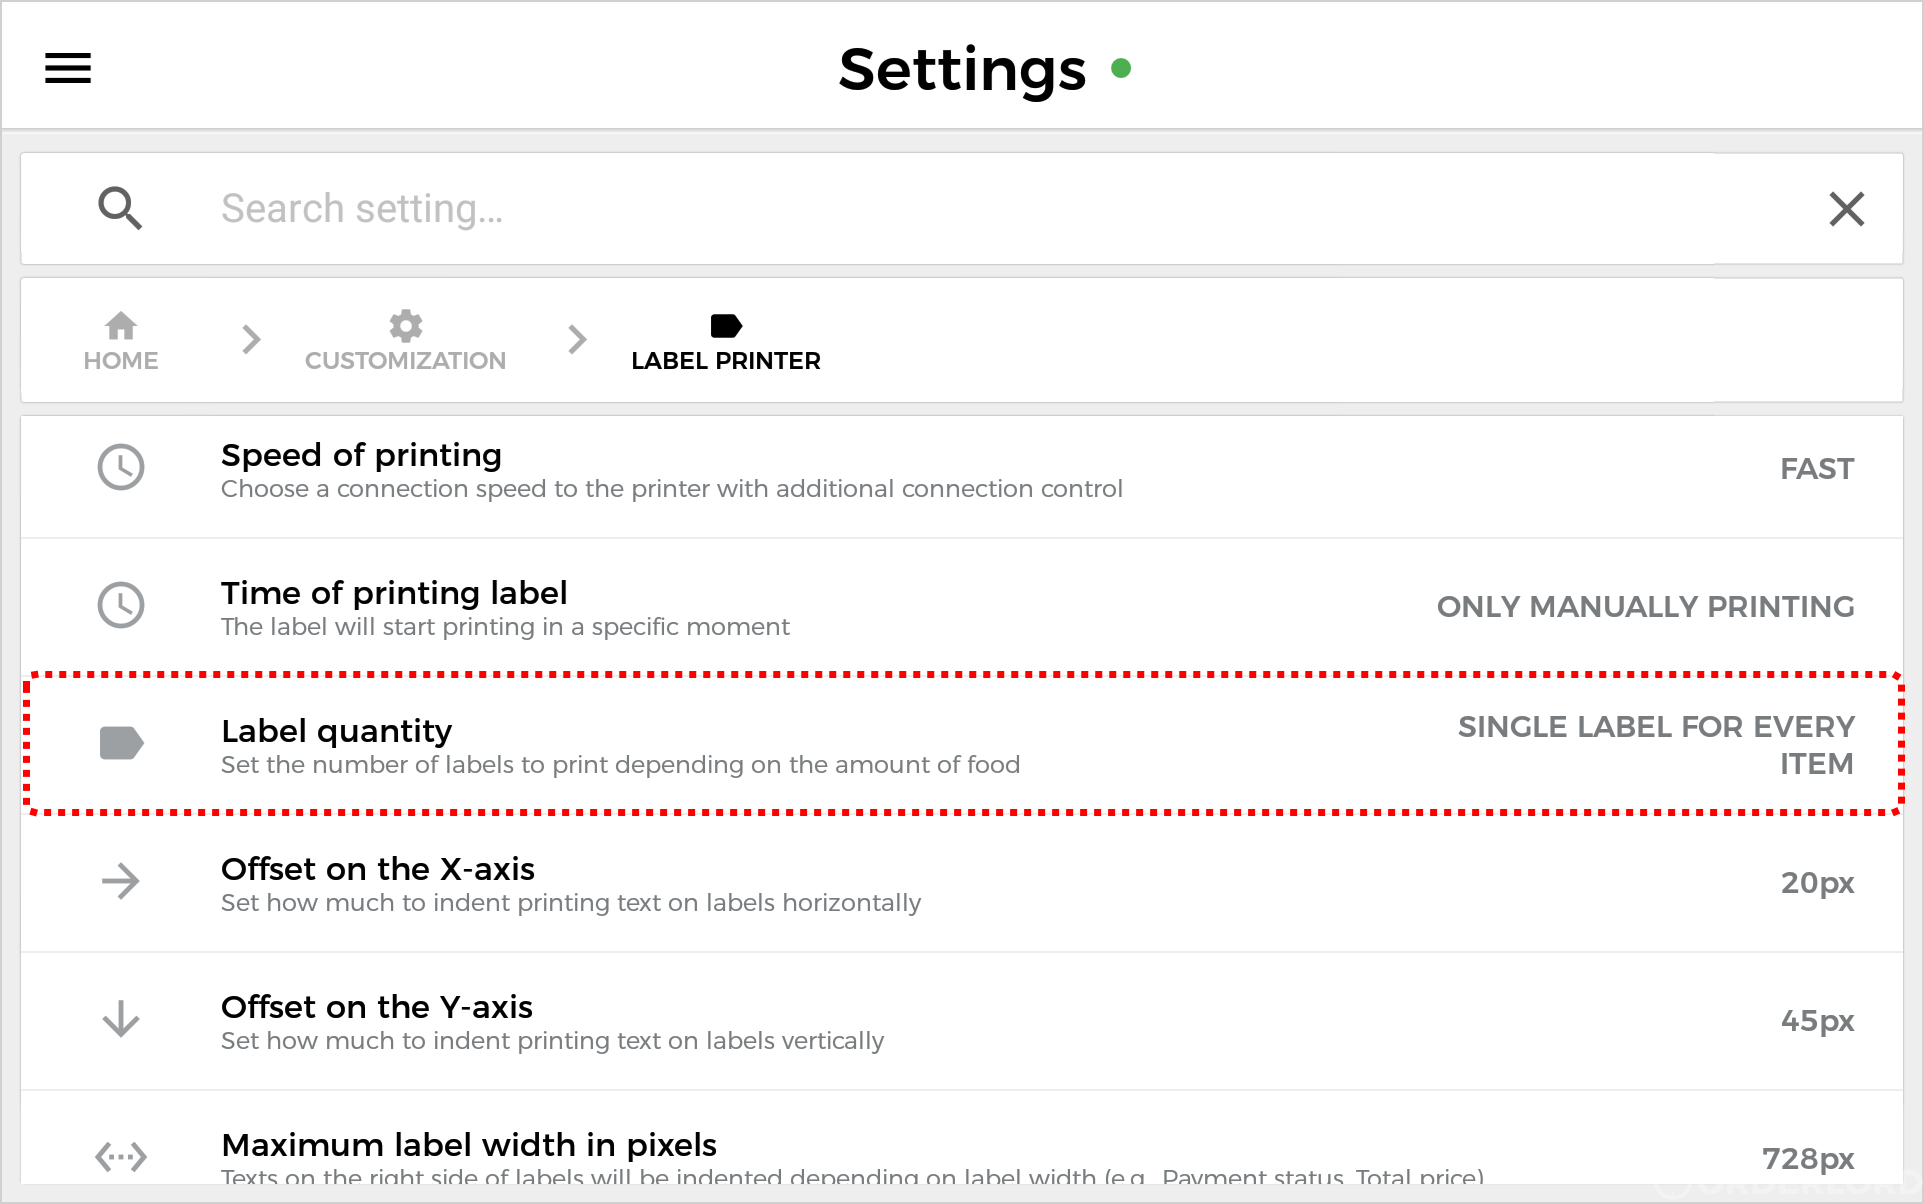 Settings
Search setting...
HOME
CUSTOMIZATION
LABEL PRINTER
Speed of printing
Choose a connection speed to the printer with additional connection control
FAST
Time of printing label
The label will start printing in a specific moment
ONLY MANUALLY PRINTING
Label quantity
Set the number of labels to print depending on the amount of food
SINGLE LABEL FOR EVERY
ITEM
Offset on the X-axis
Set how much to indent printing text on labels horizontally
20px
Offset on the Y-axis
Set how much to indent printing text on labels vertically
45px
Maximum label width in pixels
Texts on the right side of labels will be indented depending on label width (e.g., Payment status, Total price)
728px